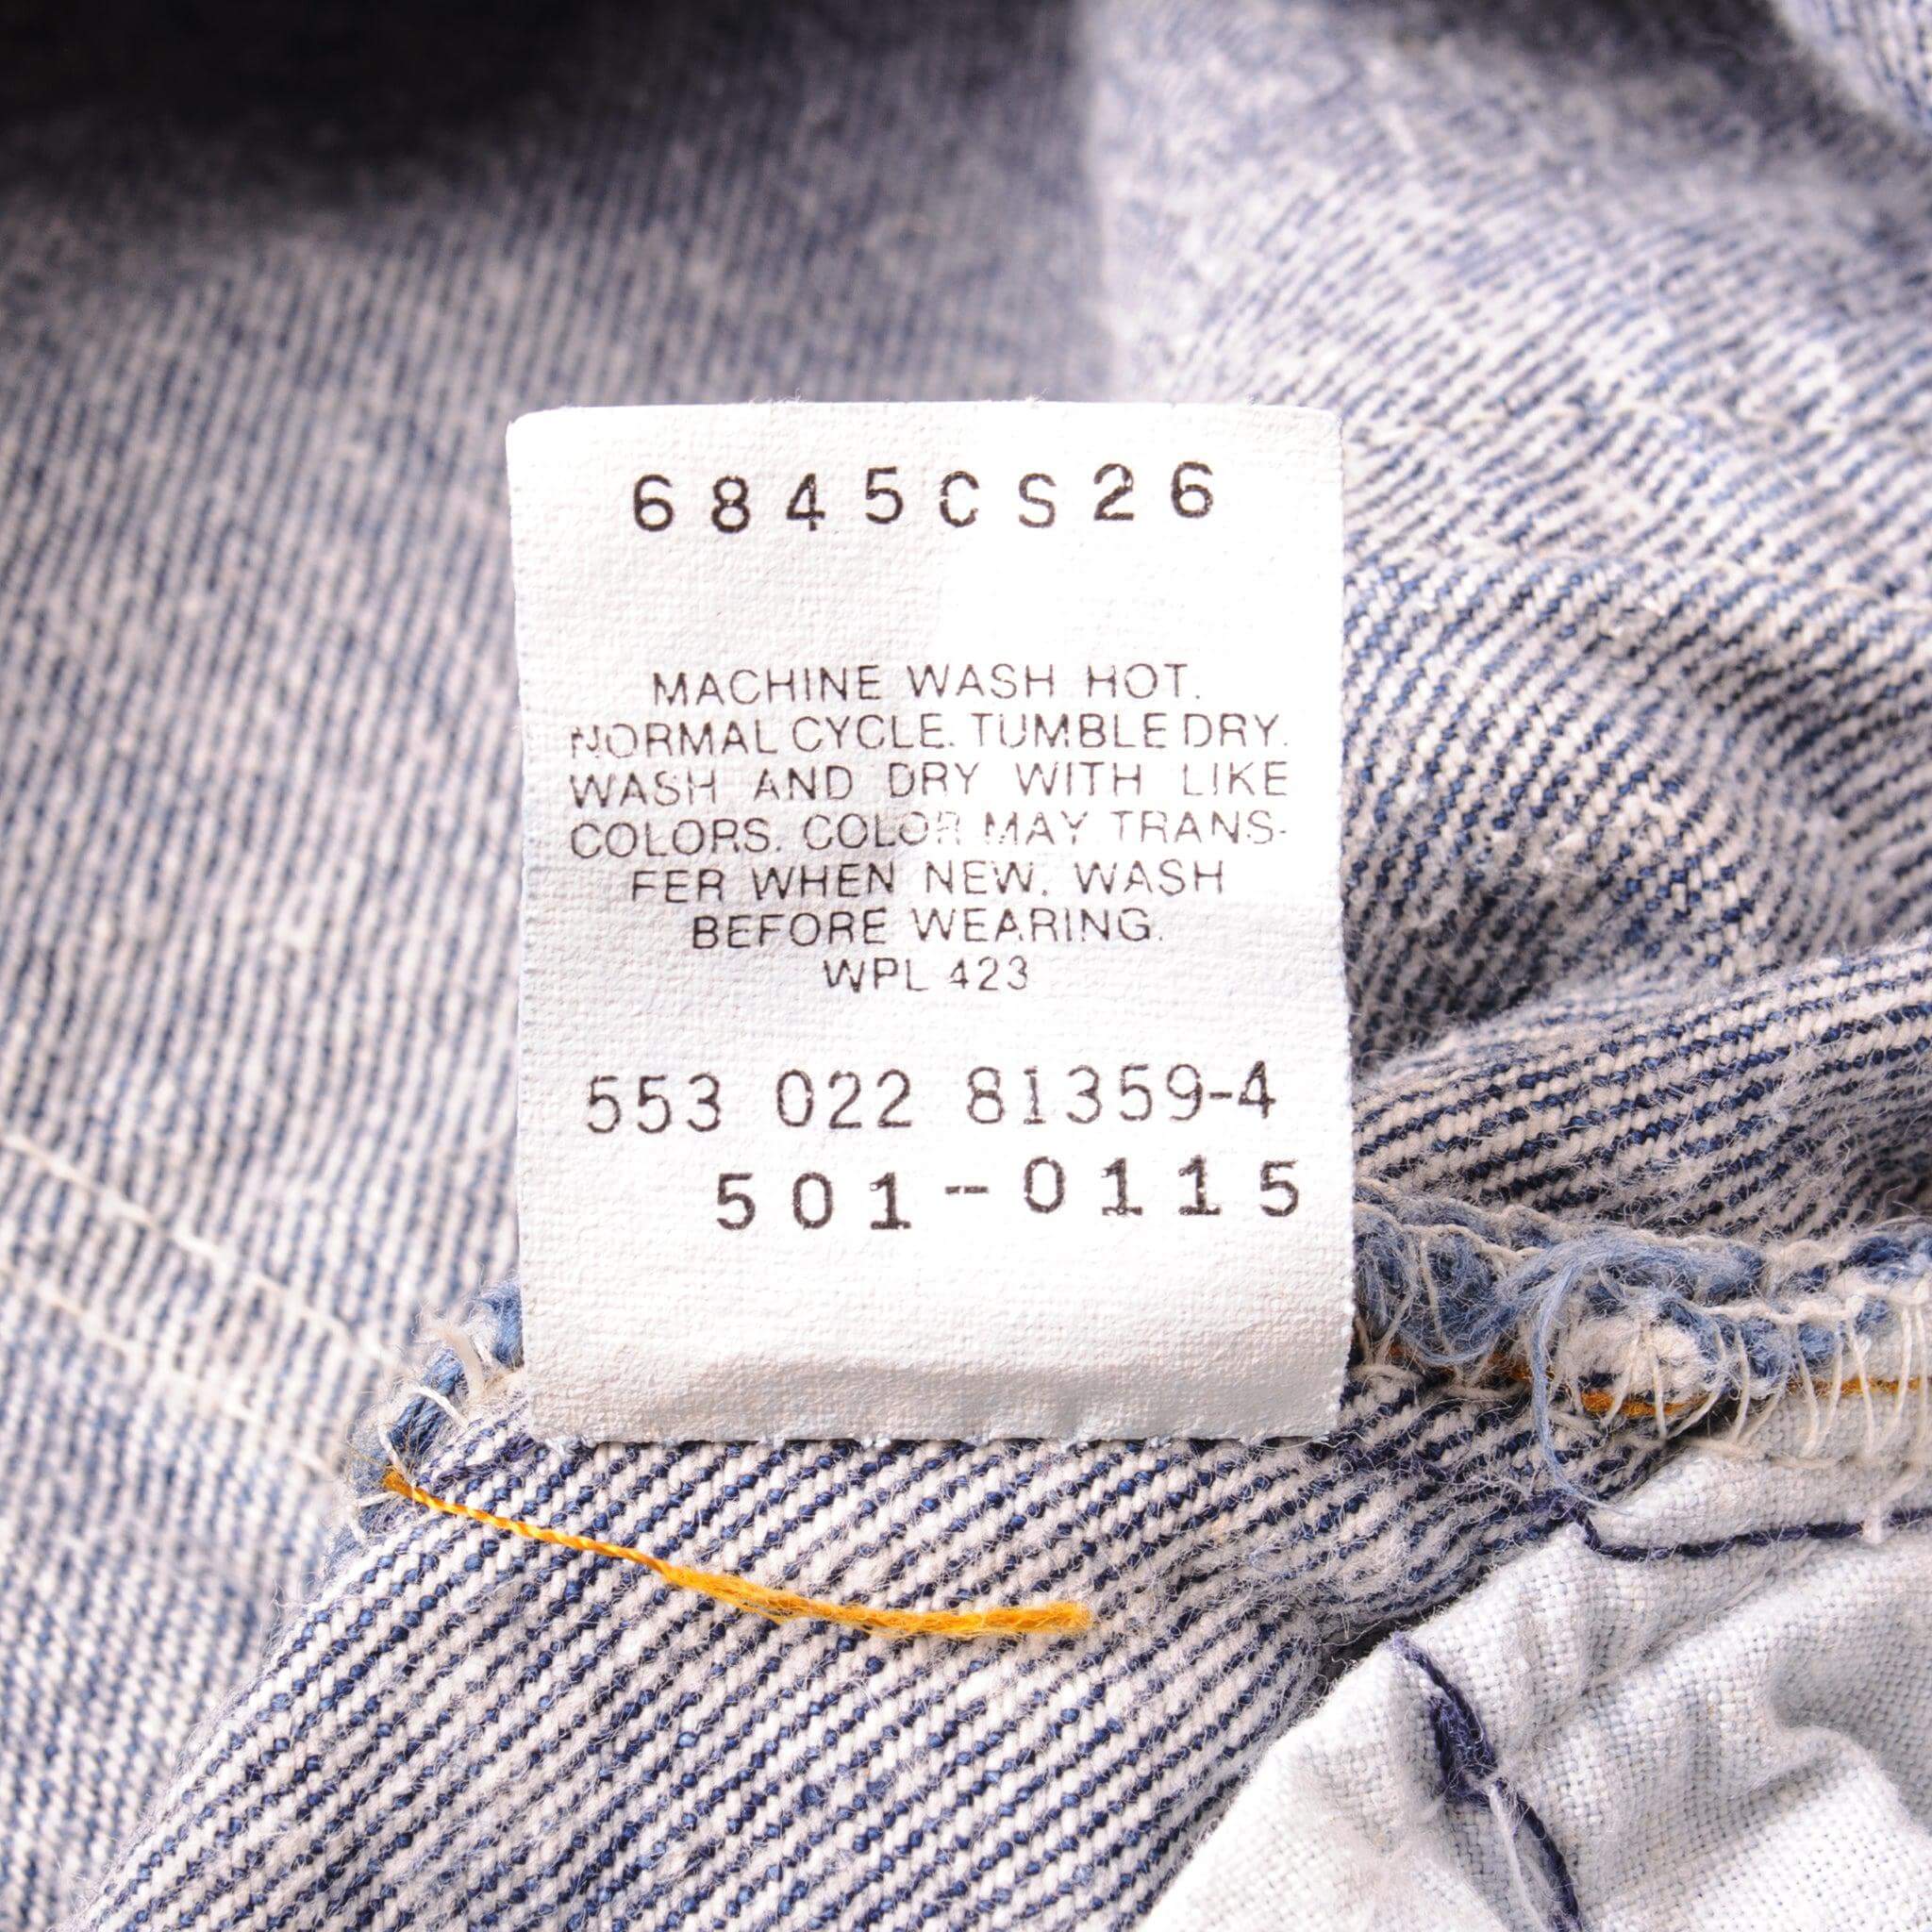 6845CS26
MACHINE WASH HOT.
NORMAL CYCLE. TUMBLE DRY.
WASH AND DRY WITH LIKE
COLORS. COLOR MAY TRANS-
FER WHEN NEW. WASH
BEFORE WEARING.
WPL 423
553 022 81359-4
501-0115